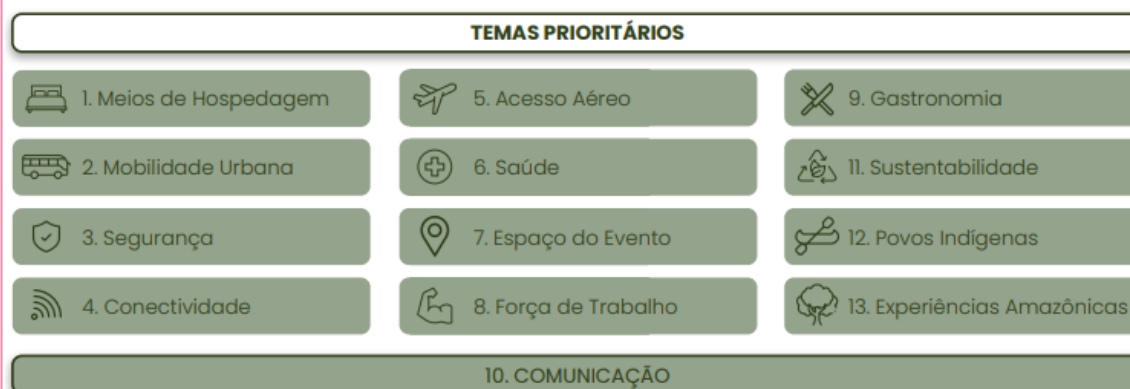 TEMAS PRIORITÁRIOS
1. Meios de Hospedagem
5. Acesso Aéreo
9. Gastronomia
2. Mobilidade Urbana
6. Saúde
11. Sustentabilidade
3. Segurança
7. Espaço do Evento
12. Povos Indígenas
4. Conectividade
8. Força de Trabalho
13. Experiências Amazônicas
10. COMUNICAÇÃO